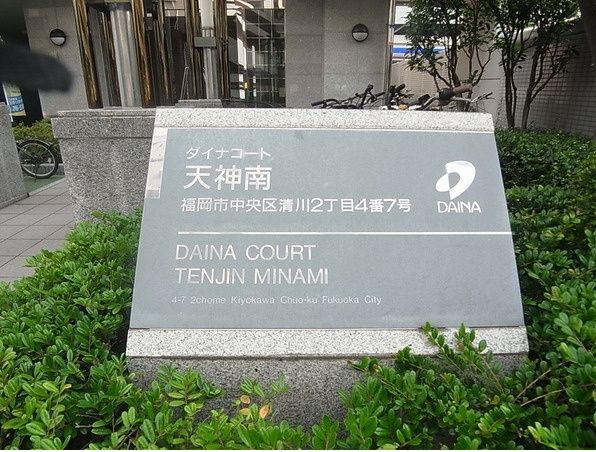 ダイナコート
天神南
福岡市中央区清川2丁目4番7号
DAINA
DAINA COURT
TENJIN MINAMI
4-7 2chome Kiyokawa Chuo-ku Fukuoka City